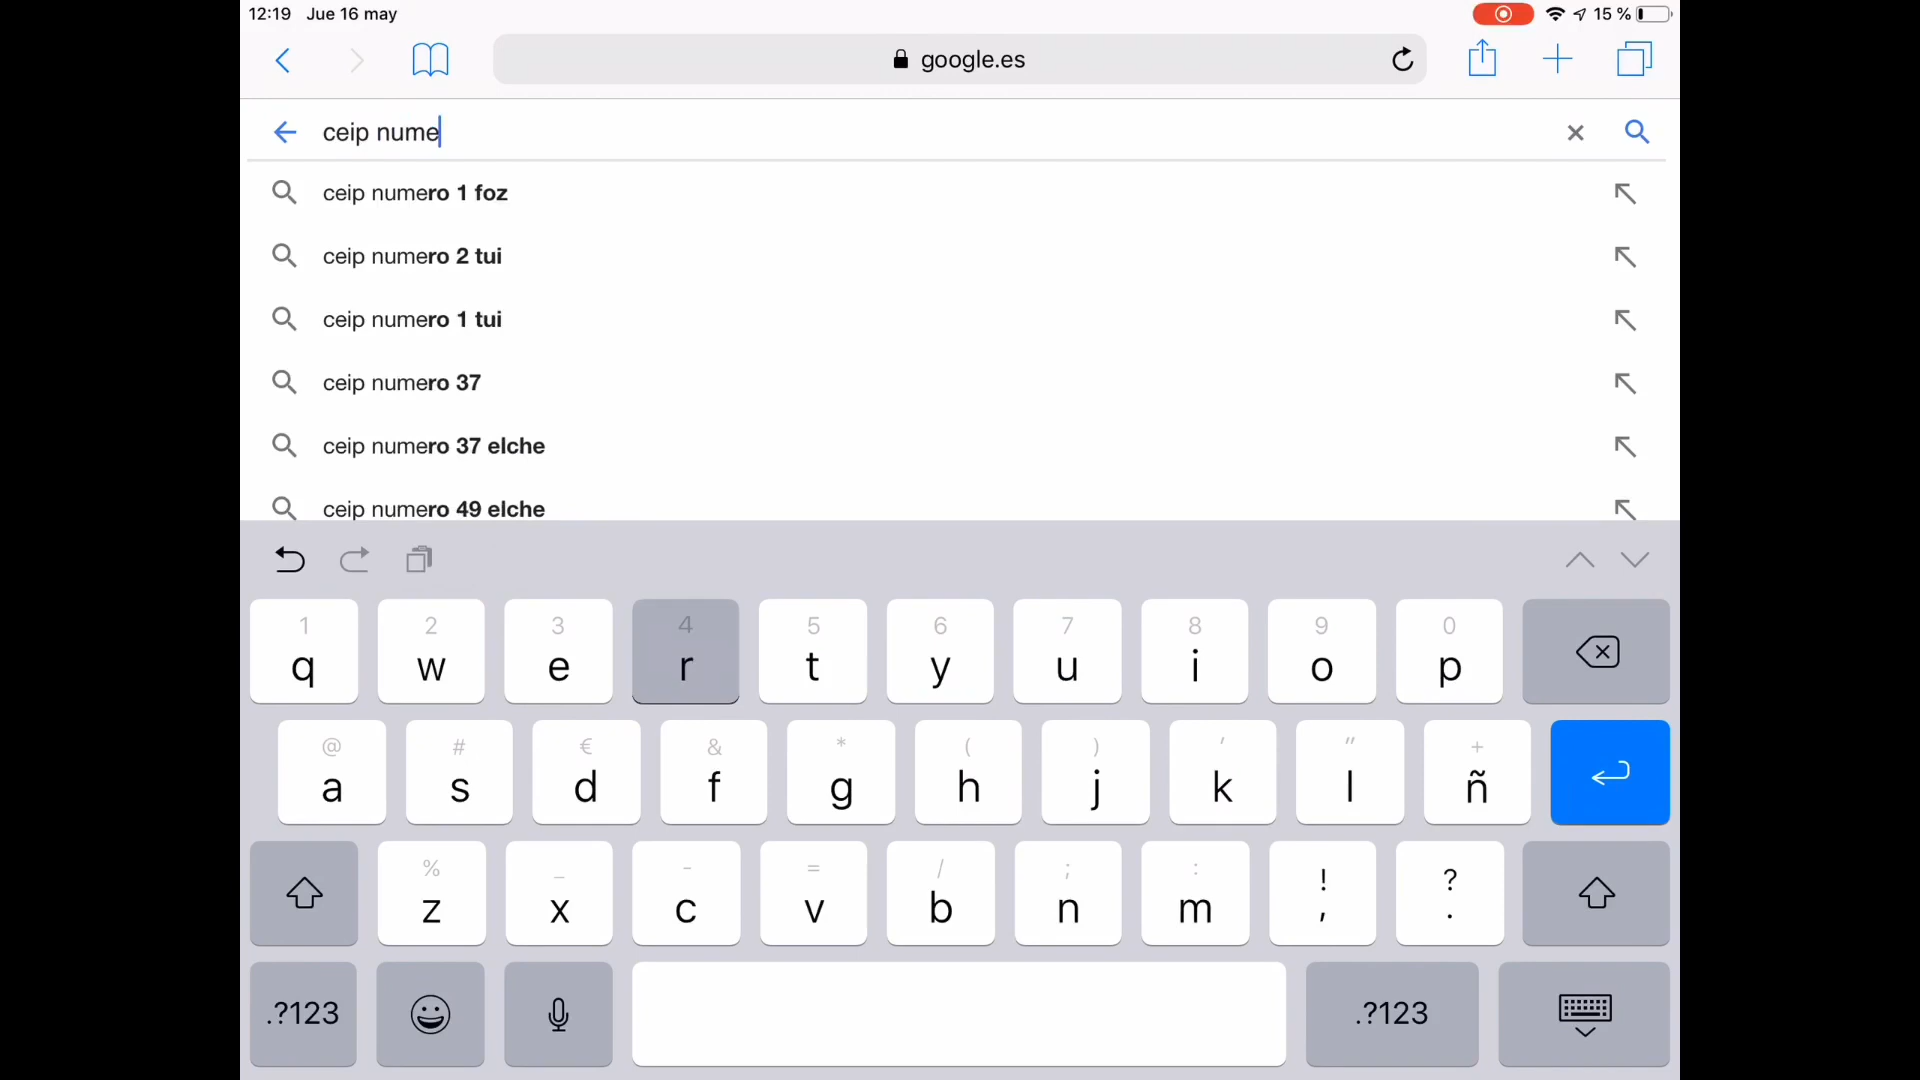 12:19 Jue 16 may 15 %
google.es
ceip nume
ceip numero 1 foz
ceip numero 2 tui
ceip numero 1 tui
ceip numero 37
ceip numero 37 elche
ceip numero 49 elche
1 2 3 4 5 6 7 8 9 0
q w e r t y u i o p
@ # € & * ( ) ' " +
a s d f g h j k l ñ
% _ - = / ; : ! ?
z x c v b n m , .
.?123 .?123